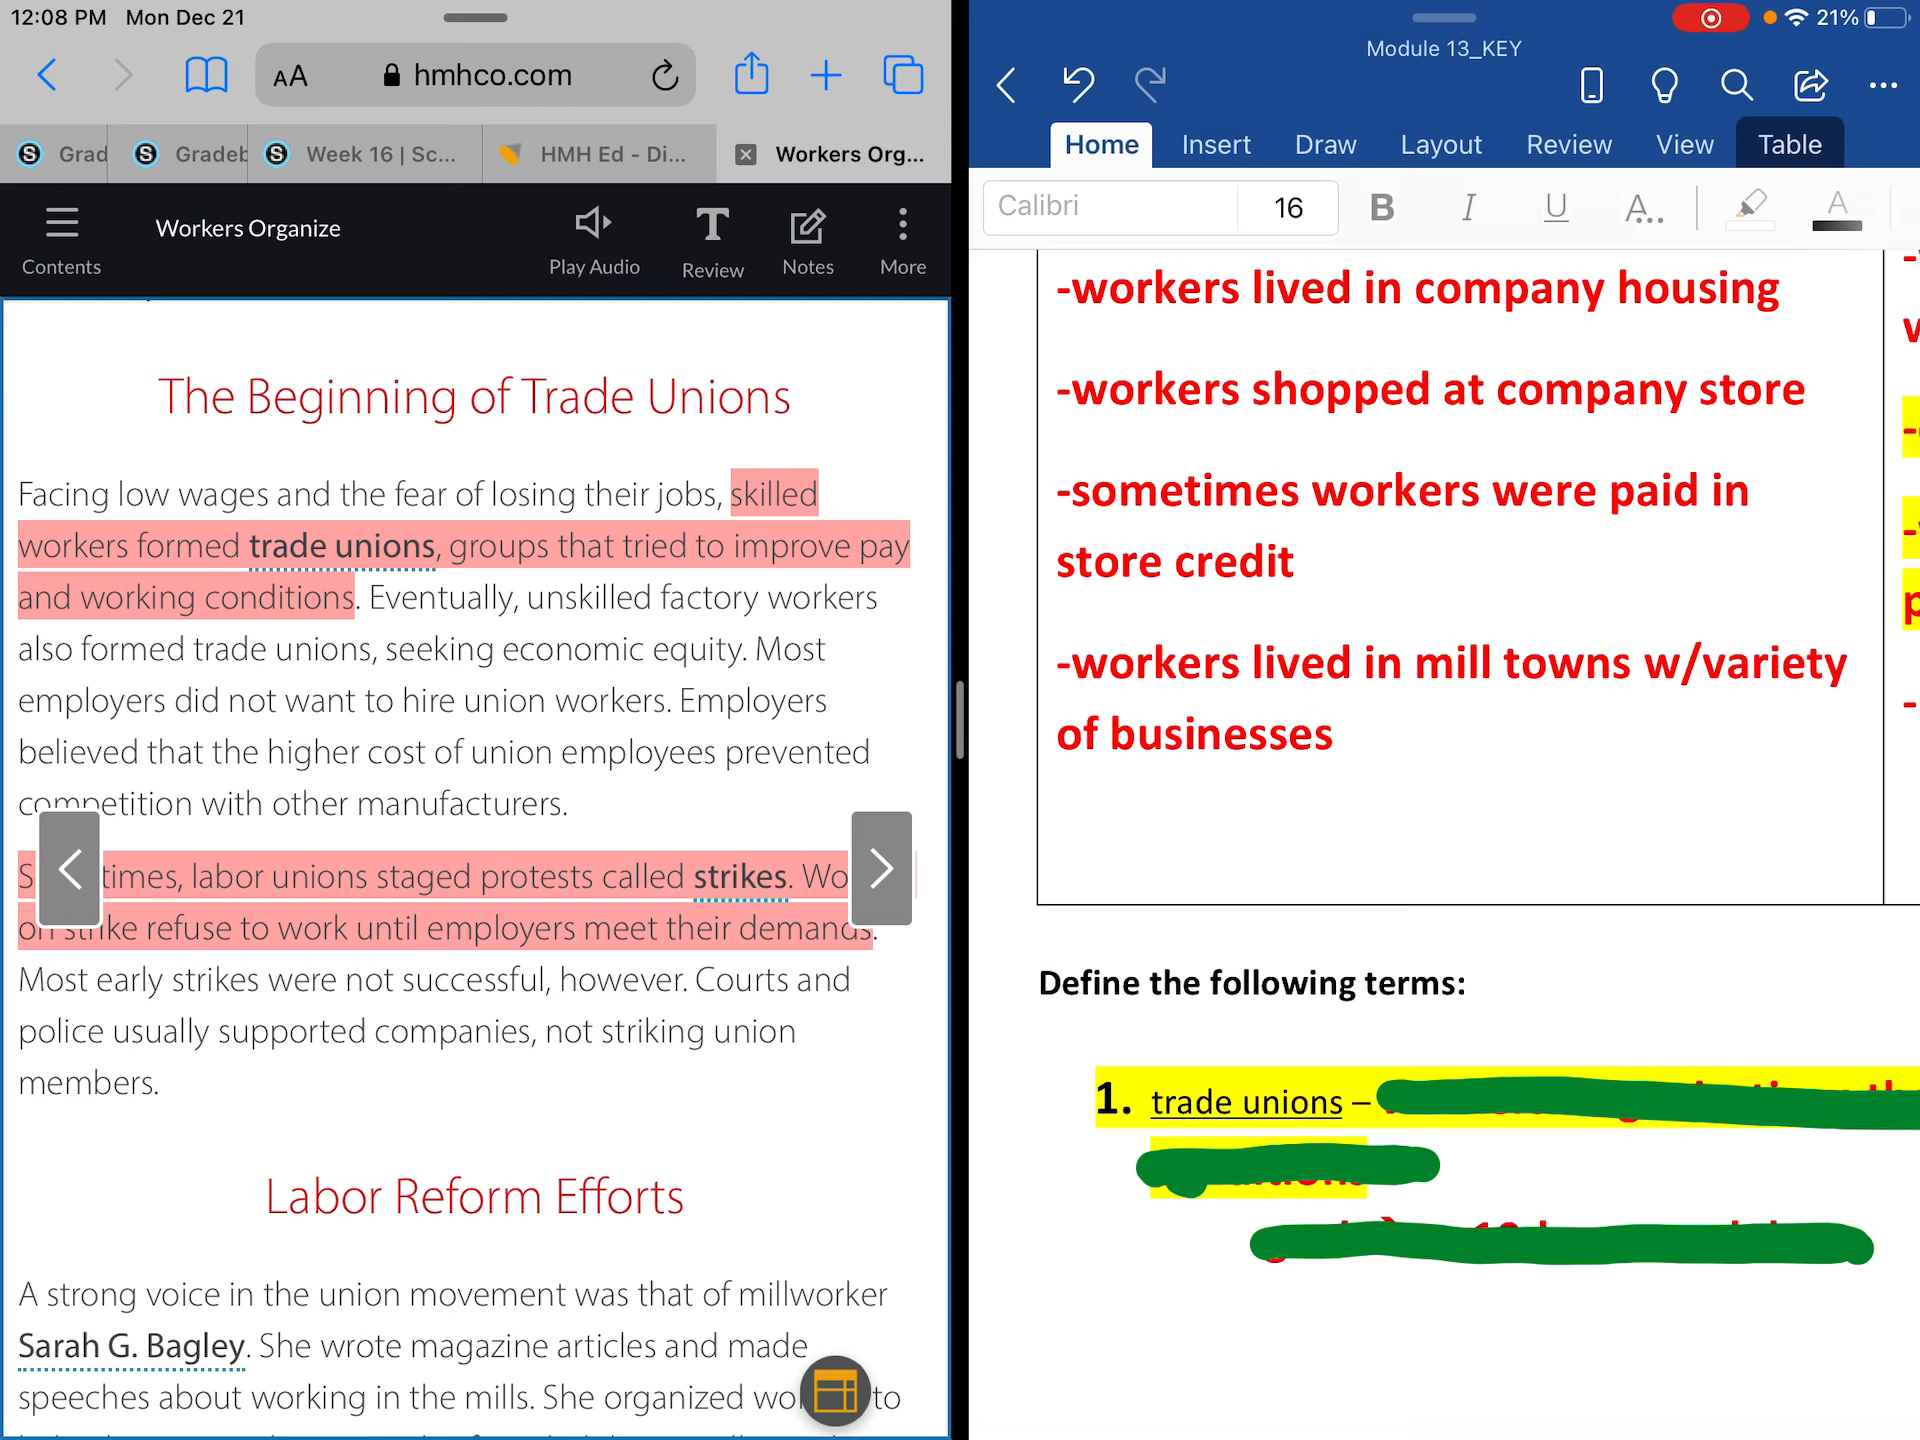 12:08 PM Mon Dec 21
AA hmhco.com
Grad Gradeb Week 16 | Sc... HMH Ed - Di... Workers Org...
Contents Workers Organize Play Audio Review Notes More
The Beginning of Trade Unions
Facing low wages and the fear of losing their jobs, skilled
workers formed trade unions, groups that tried to improve pay
and working conditions. Eventually, unskilled factory workers
also formed trade unions, seeking economic equity. Most
employers did not want to hire union workers. Employers
believed that the higher cost of union employees prevented
competition with other manufacturers.
S times, labor unions staged protests called strikes. Wo
on strike refuse to work until employers meet their demands.
Most early strikes were not successful, however. Courts and
police usually supported companies, not striking union
members.
Labor Reform Efforts
A strong voice in the union movement was that of millworker
Sarah G. Bagley. She wrote magazine articles and made
speeches about working in the mills. She organized wo to
21%
Module 13_KEY
Home Insert Draw Layout Review View Table
Calibri 16 B I U A..  A
-workers lived in company housing
-workers shopped at company store
-sometimes workers were paid in
store credit
-workers lived in mill towns w/variety
of businesses
Define the following terms:
1. trade unions –